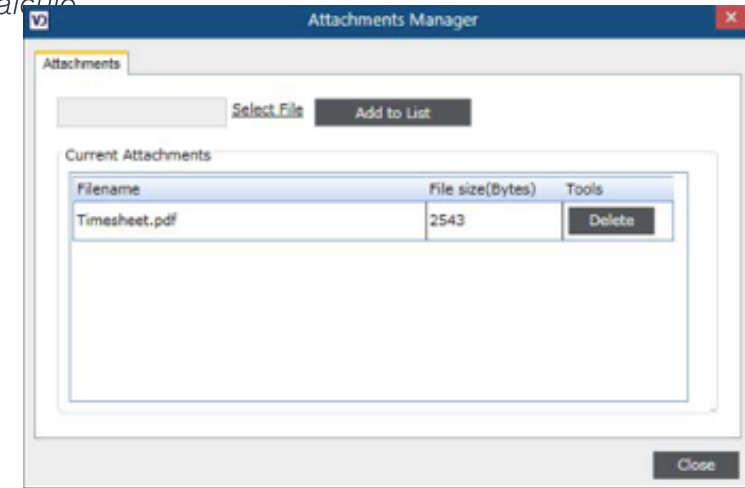 VD Attachments Manager
Attachments
Select File Add to List
Current Attachments
Filename File size(Bytes) Tools
Timesheet.pdf 2543 Delete
Close